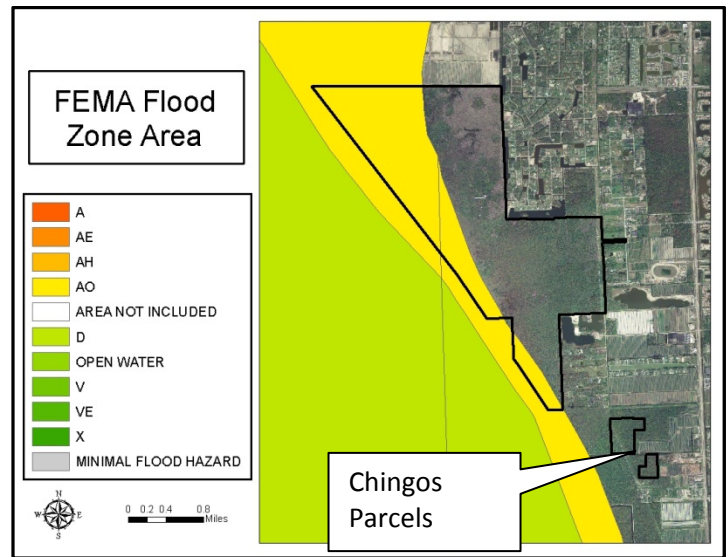 FEMA Flood
Zone Area
A
AE
AH
AO
AREA NOT INCLUDED
D
OPEN WATER
V
VE
X
MINIMAL FLOOD HAZARD
N
W E
S
0 0.2 0.4 0.8
Miles
Chingos
Parcels